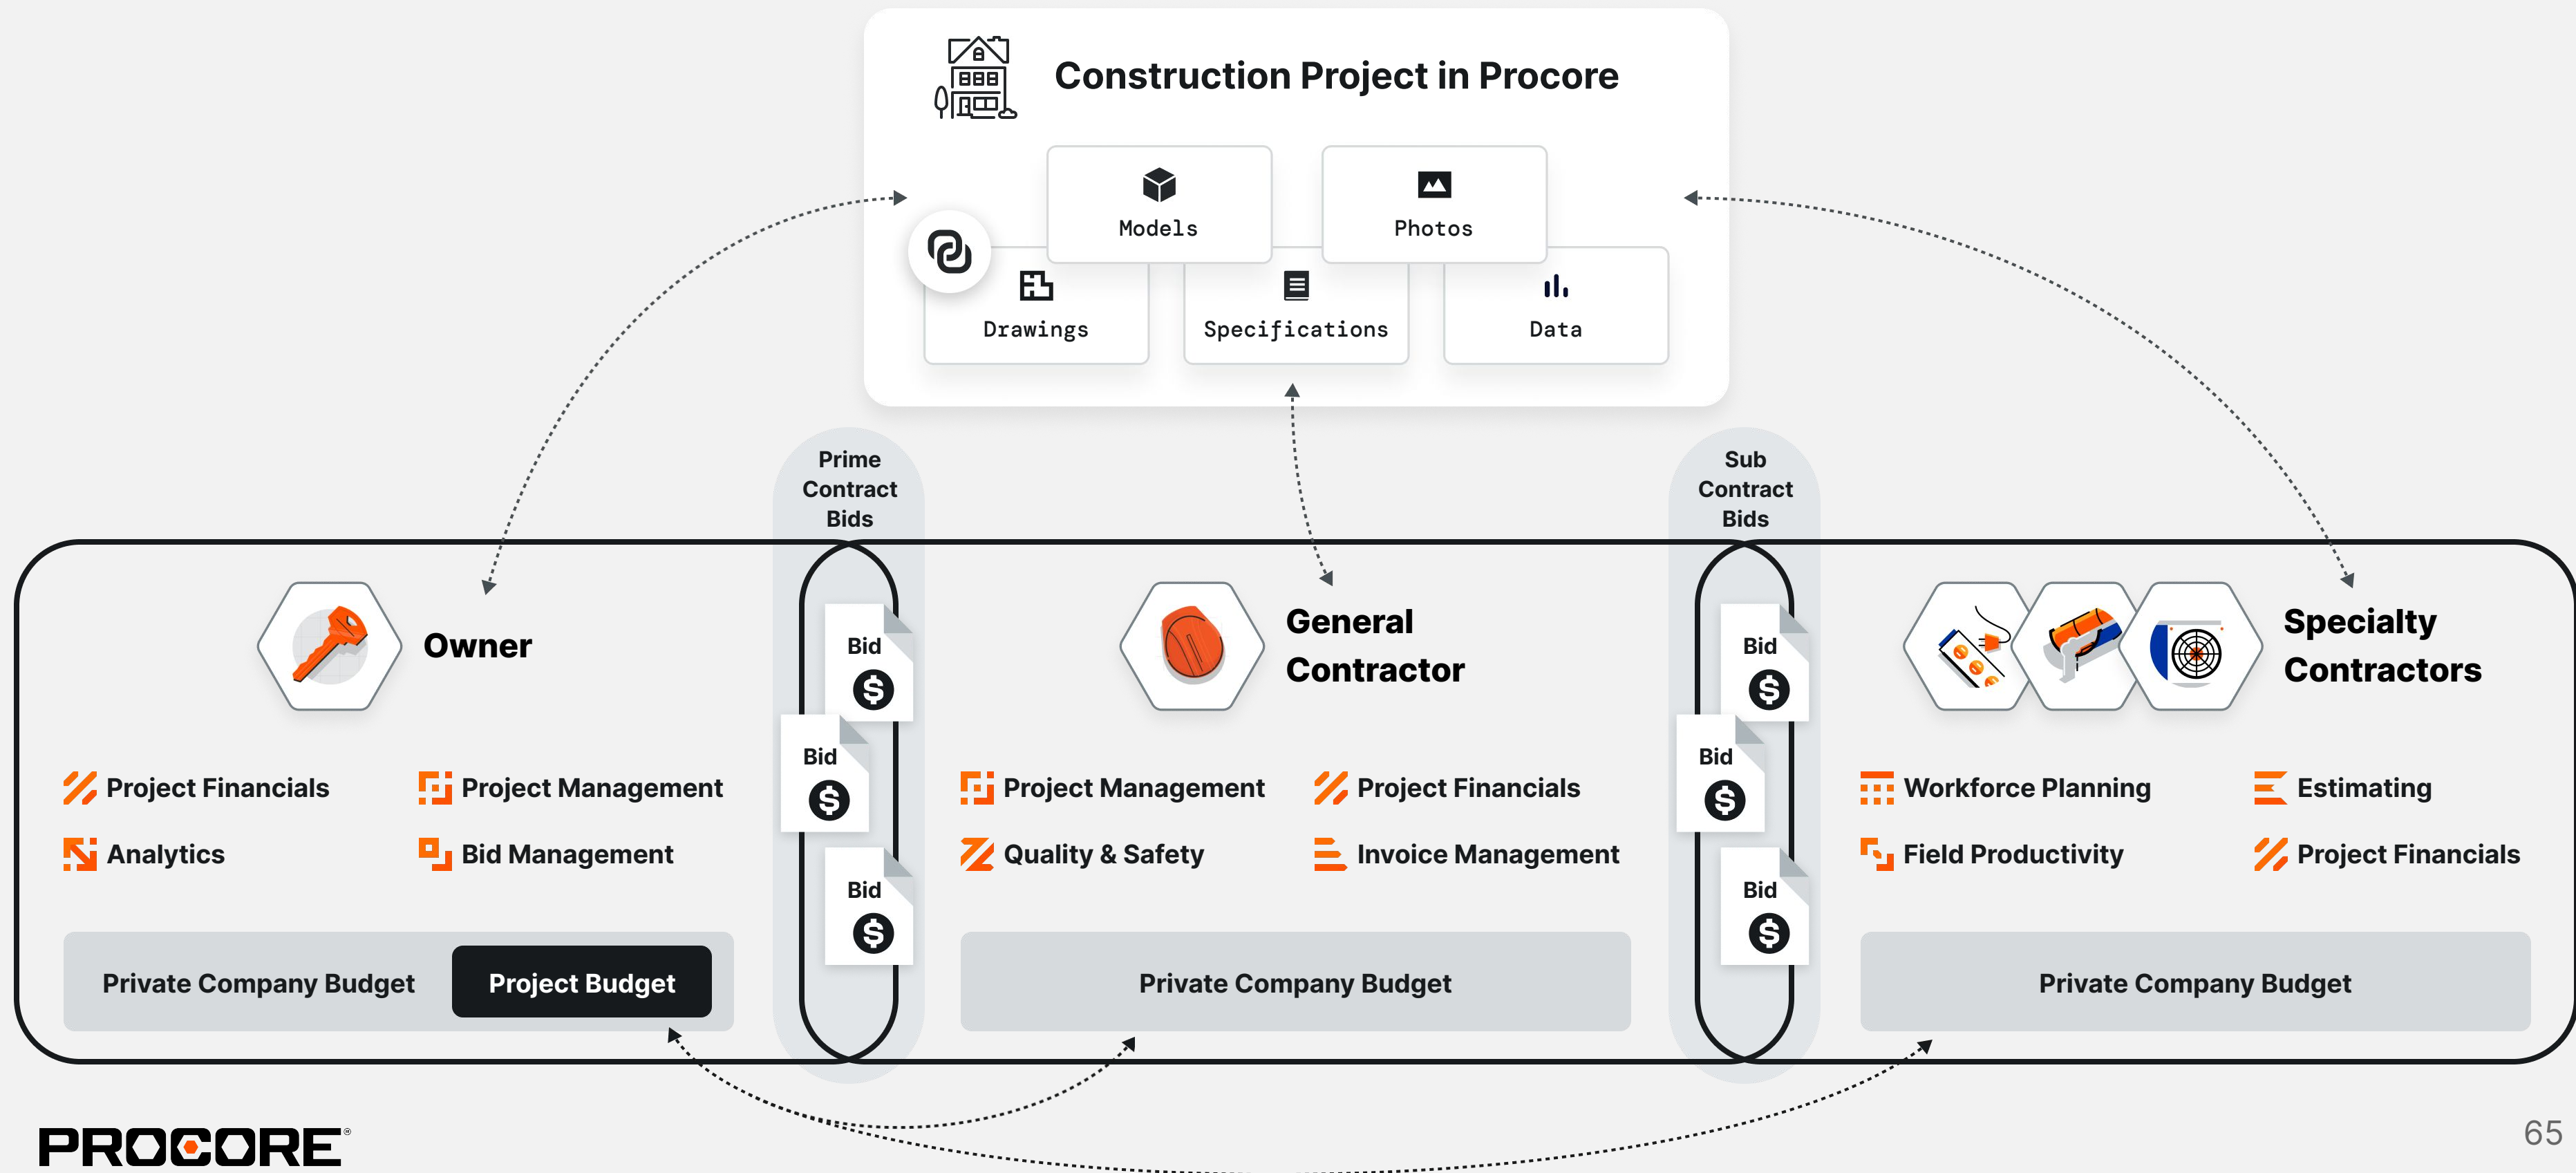 Construction Project in Procore
Models
Photos
Drawings
Specifications
Data
Prime
Contract
Bids
Sub
Contract
Bids
Owner
Project Financials
Project Management
Analytics
Bid Management
Private Company Budget
Project Budget
Bid
$
Bid
$
Bid
$
General
Contractor
Project Management
Project Financials
Quality & Safety
Invoice Management
Private Company Budget
Bid
$
Bid
$
Bid
$
Specialty
Contractors
Workforce Planning
Estimating
Field Productivity
Project Financials
Private Company Budget
PROCORE®
65